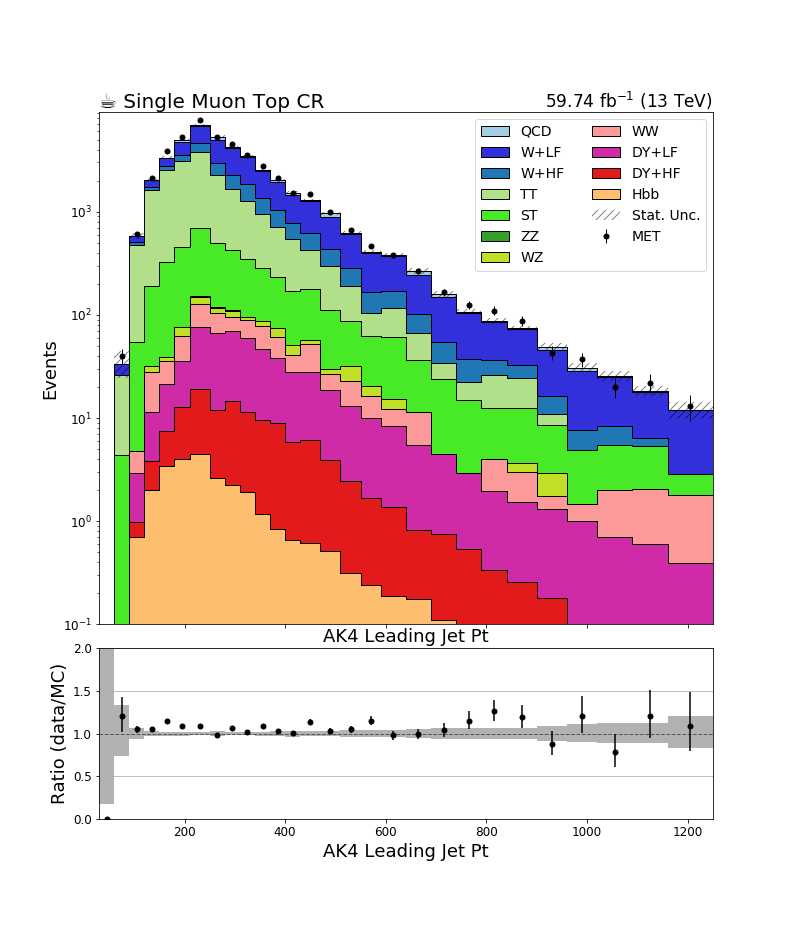 ☕ Single Muon Top CR
59.74 fb⁻¹ (13 TeV)
QCD
W+LF
W+HF
TT
ST
ZZ
WZ
WW
DY+LF
DY+HF
Hbb
Stat. Unc.
MET
Events
10³
10²
10¹
10⁰
10⁻¹
AK4 Leading Jet Pt
Ratio (data/MC)
2.0
1.5
1.0
0.5
0.0
200 400 600 800 1000 1200
AK4 Leading Jet Pt